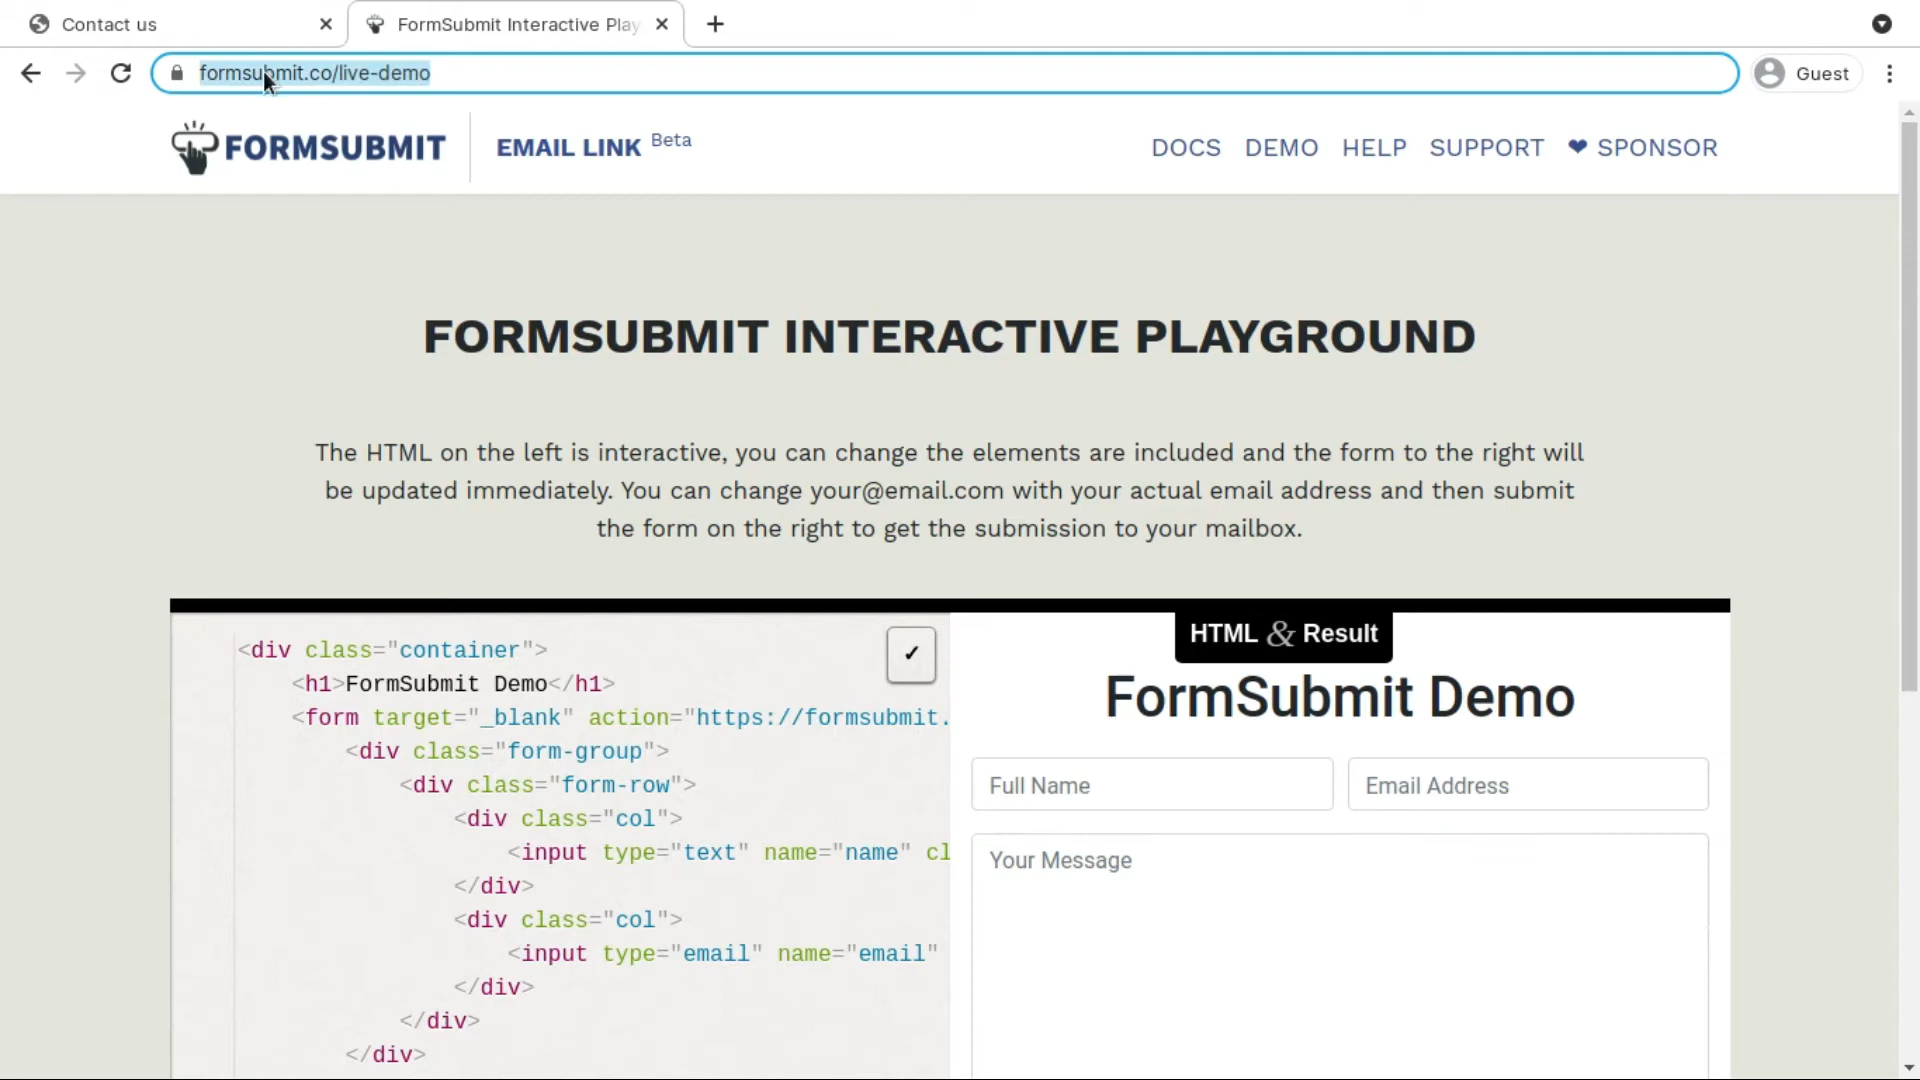 Contact us
FormSubmit Interactive Play
formsubmit.co/live-demo
Guest
FORMSUBMIT
EMAIL LINK Beta
DOCS DEMO HELP SUPPORT ❤ SPONSOR
FORMSUBMIT INTERACTIVE PLAYGROUND
The HTML on the left is interactive, you can change the elements are included and the form to the right will
be updated immediately. You can change your@email.com with your actual email address and then submit
the form on the right to get the submission to your mailbox.
<div class="container">
<h1>FormSubmit Demo</h1>
<form target="_blank" action="https://formsubmit.
<div class="form-group">
<div class="form-row">
<div class="col">
<input type="text" name="name" cl
</div>
<div class="col">
<input type="email" name="email"
</div>
</div>
</div>
HTML & Result
FormSubmit Demo
Full Name
Email Address
Your Message